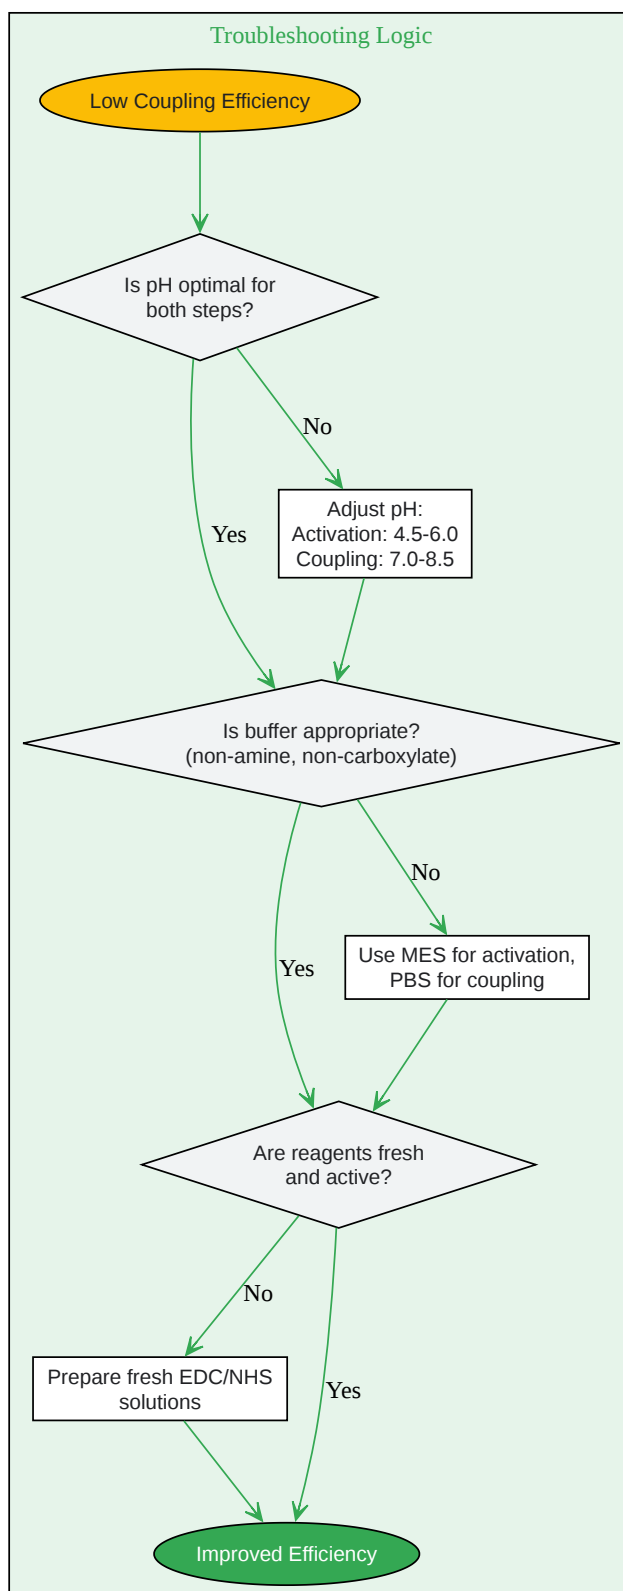 Troubleshooting Logic
Low Coupling Efficiency
Is pH optimal for
both steps?
No
Adjust pH:
Activation: 4.5-6.0
Coupling: 7.0-8.5
Yes
Is buffer appropriate?
(non-amine, non-carboxylate)
No
Use MES for activation,
PBS for coupling
Yes
Are reagents fresh
and active?
No
Prepare fresh EDC/NHS
solutions
Yes
Improved Efficiency